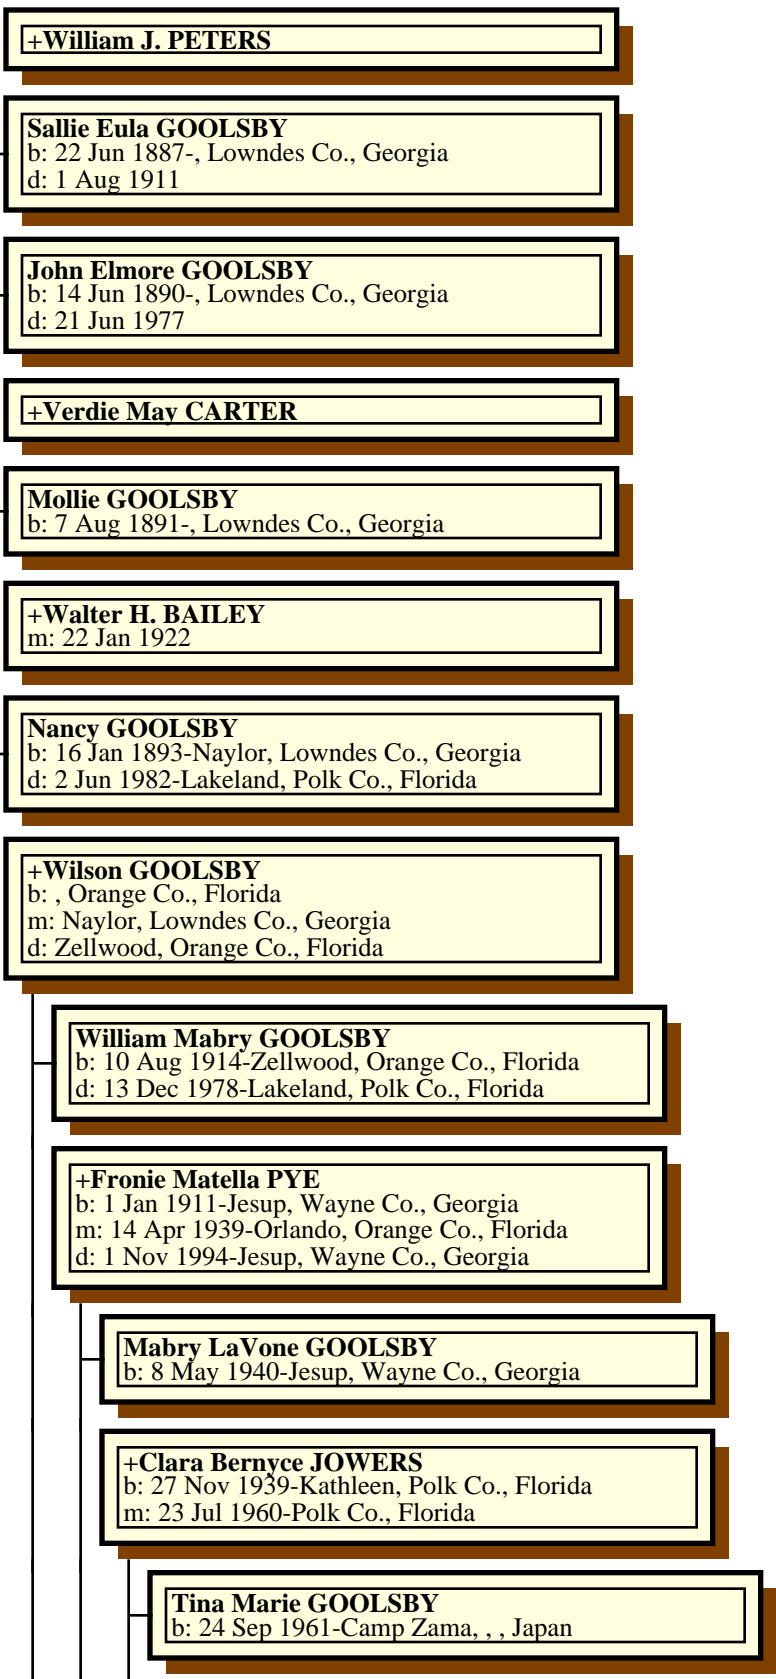 +William J. PETERS
Sallie Eula GOOLSBY
b: 22 Jun 1887-, Lowndes Co., Georgia
d: 1 Aug 1911
John Elmore GOOLSBY
b: 14 Jun 1890-, Lowndes Co., Georgia
d: 21 Jun 1977
+Verdie May CARTER
Mollie GOOLSBY
b: 7 Aug 1891-, Lowndes Co., Georgia
+Walter H. BAILEY
m: 22 Jan 1922
Nancy GOOLSBY
b: 16 Jan 1893-Naylor, Lowndes Co., Georgia
d: 2 Jun 1982-Lakeland, Polk Co., Florida
+Wilson GOOLSBY
b: , Orange Co., Florida
m: Naylor, Lowndes Co., Georgia
d: Zellwood, Orange Co., Florida
William Mabry GOOLSBY
b: 10 Aug 1914-Zellwood, Orange Co., Florida
d: 13 Dec 1978-Lakeland, Polk Co., Florida
+Fronie Matella PYE
b: 1 Jan 1911-Jesup, Wayne Co., Georgia
m: 14 Apr 1939-Orlando, Orange Co., Florida
d: 1 Nov 1994-Jesup, Wayne Co., Georgia
Mabry LaVone GOOLSBY
b: 8 May 1940-Jesup, Wayne Co., Georgia
+Clara Bernyce JOWERS
b: 27 Nov 1939-Kathleen, Polk Co., Florida
m: 23 Jul 1960-Polk Co., Florida
Tina Marie GOOLSBY
b: 24 Sep 1961-Camp Zama, , , Japan